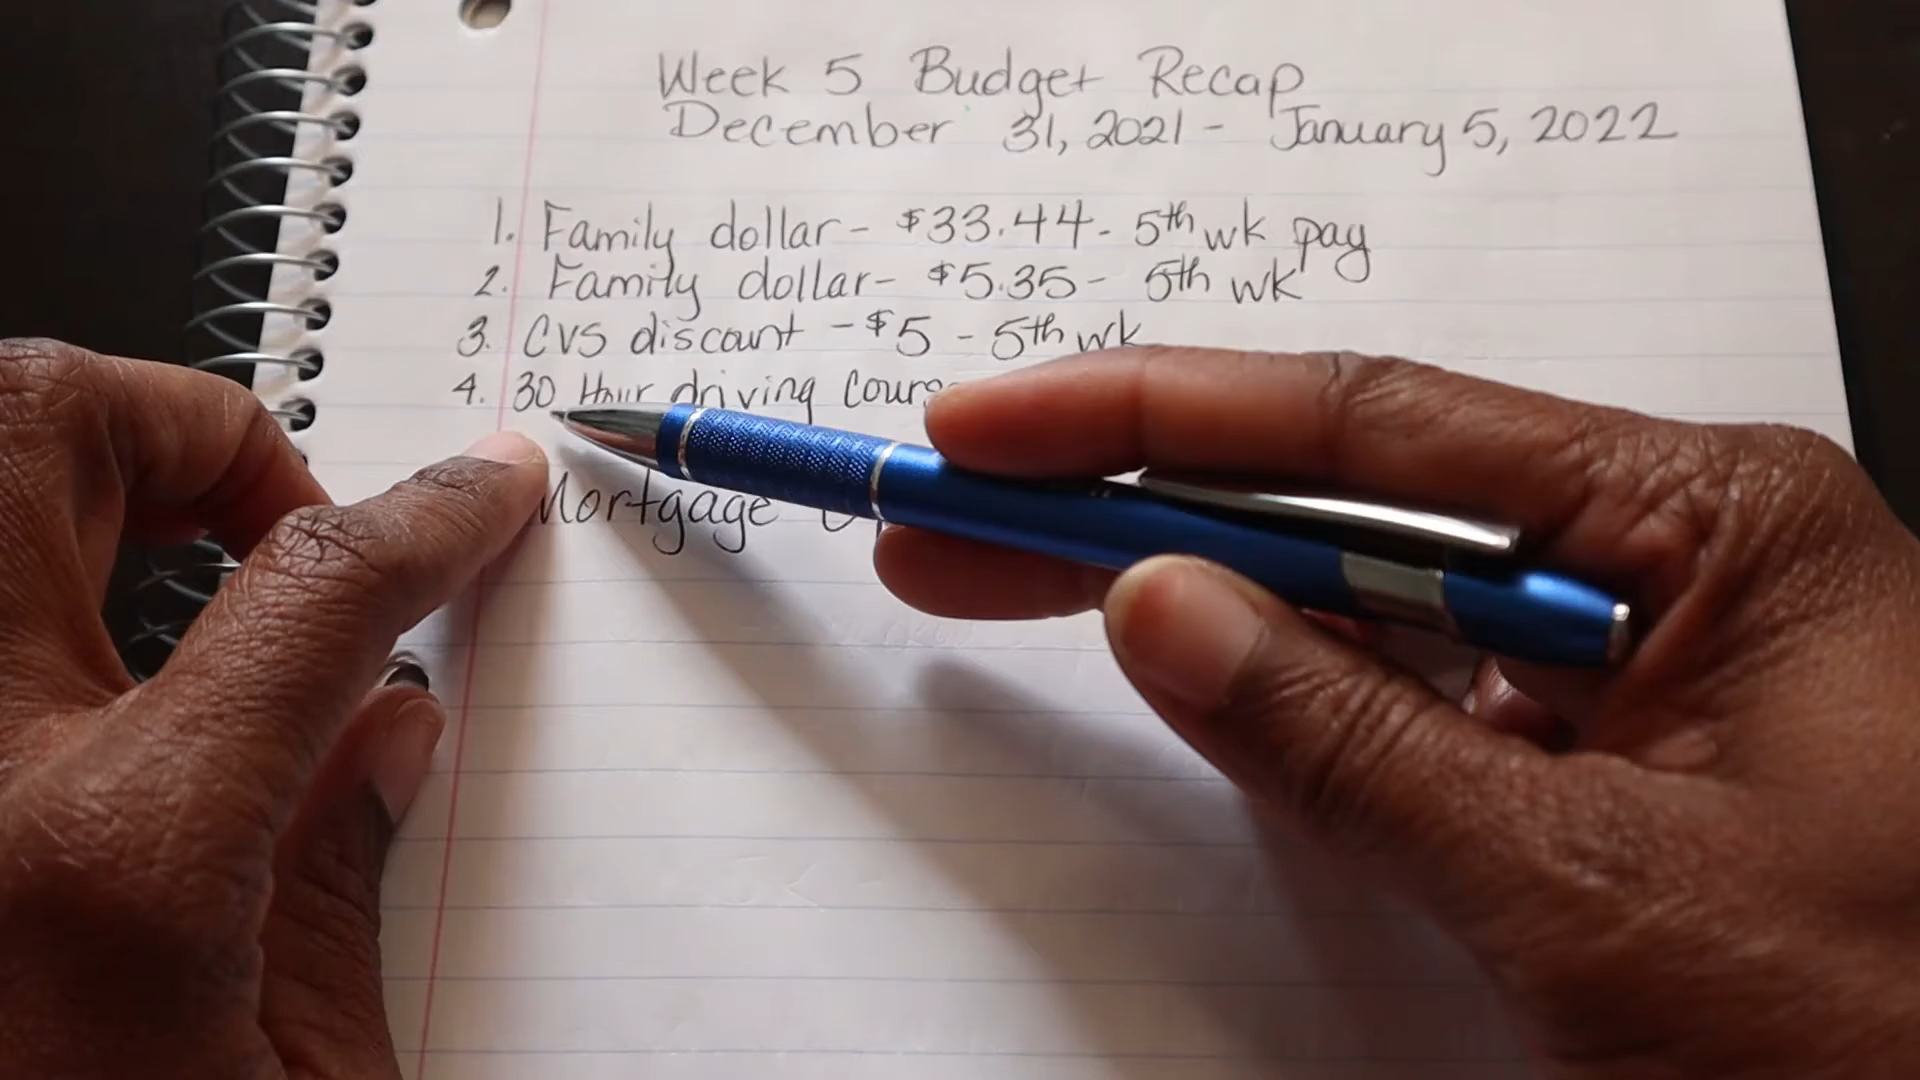 Week 5 Budget Recap
December 31, 2021 - January 5, 2022
1. Family dollar - $33.44 - 5th wk pay
2. Family dollar - $5.35 - 5th wk
3. CVS discount - $5 - 5th wk
4. 30 Hour driving
Mortgage